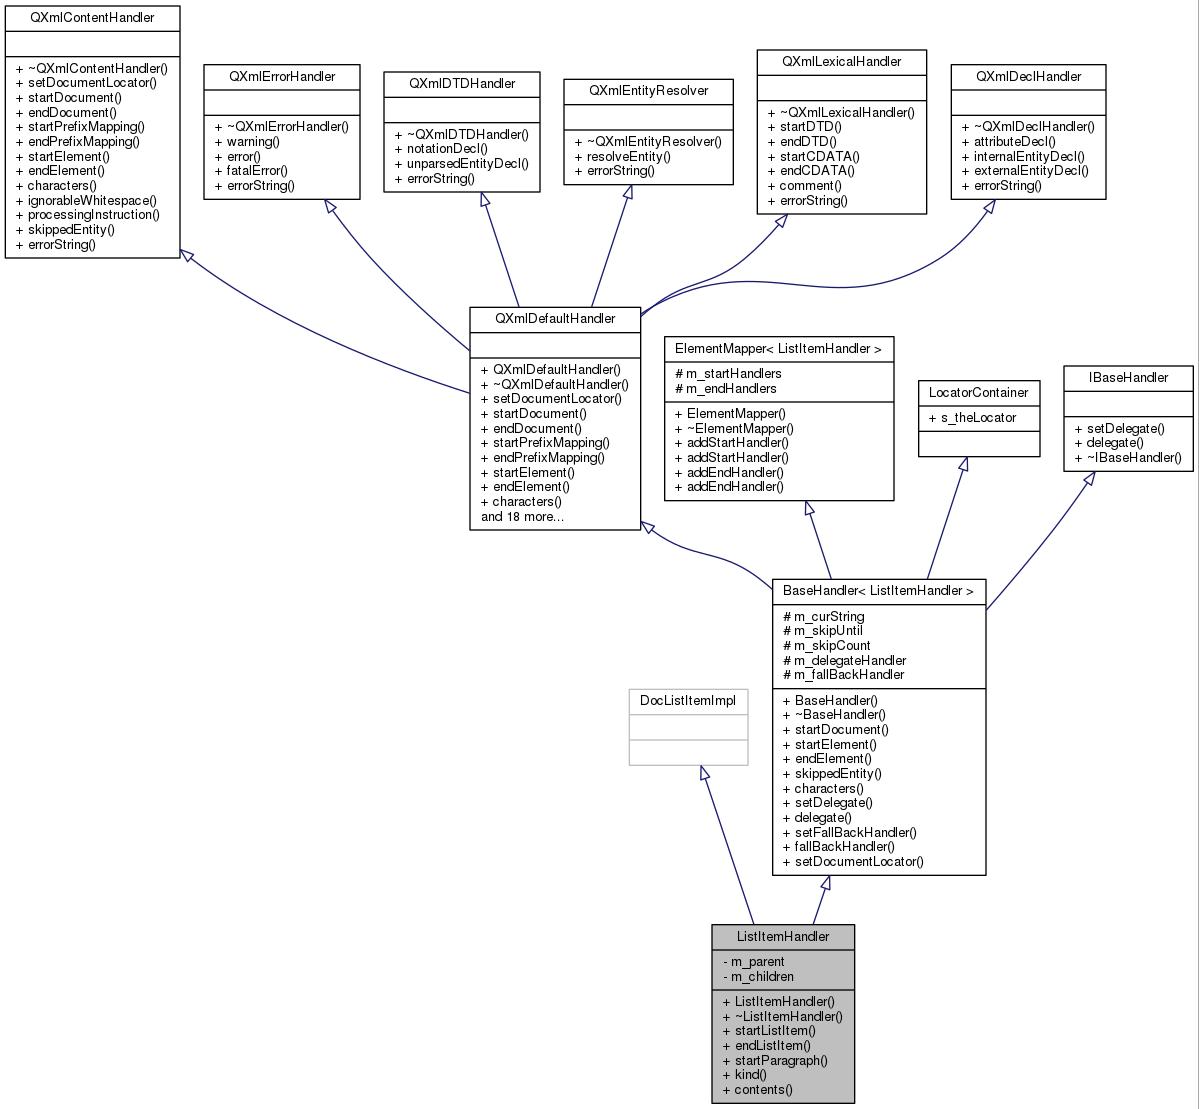 QXmlContentHandler
+ ~QXmlContentHandler()
+ setDocumentLocator()
+ startDocument()
+ endDocument()
+ startPrefixMapping()
+ endPrefixMapping()
+ startElement()
+ endElement()
+ characters()
+ ignorableWhitespace()
+ processingInstruction()
+ skippedEntity()
+ errorString()
QXmlErrorHandler
+ ~QXmlErrorHandler()
+ warning()
+ error()
+ fatalError()
+ errorString()
QXmlDTDHandler
+ ~QXmlDTDHandler()
+ notationDecl()
+ unparsedEntityDecl()
+ errorString()
QXmlEntityResolver
+ ~QXmlEntityResolver()
+ resolveEntity()
+ errorString()
QXmlLexicalHandler
+ ~QXmlLexicalHandler()
+ startDTD()
+ endDTD()
+ startCDATA()
+ endCDATA()
+ comment()
+ errorString()
QXmlDeclHandler
+ ~QXmlDeclHandler()
+ attributeDecl()
+ internalEntityDecl()
+ externalEntityDecl()
+ errorString()
QXmlDefaultHandler
+ QXmlDefaultHandler()
+ ~QXmlDefaultHandler()
+ setDocumentLocator()
+ startDocument()
+ endDocument()
+ startPrefixMapping()
+ endPrefixMapping()
+ startElement()
+ endElement()
+ characters()
and 18 more...
ElementMapper< ListItemHandler >
# m_startHandlers
# m_endHandlers
+ ElementMapper()
+ ~ElementMapper()
+ addStartHandler()
+ addStartHandler()
+ addEndHandler()
+ addEndHandler()
LocatorContainer
+ s_theLocator
IBaseHandler
+ setDelegate()
+ delegate()
+ ~IBaseHandler()
BaseHandler< ListItemHandler >
# m_curString
# m_skipUntil
# m_skipCount
# m_delegateHandler
# m_fallBackHandler
+ BaseHandler()
+ ~BaseHandler()
+ startDocument()
+ startElement()
+ endElement()
+ skippedEntity()
+ characters()
+ setDelegate()
+ delegate()
+ setFallBackHandler()
+ fallBackHandler()
+ setDocumentLocator()
DocListItemImpl
ListItemHandler
- m_parent
- m_children
+ ListItemHandler()
+ ~ListItemHandler()
+ startListItem()
+ endListItem()
+ startParagraph()
+ kind()
+ contents()